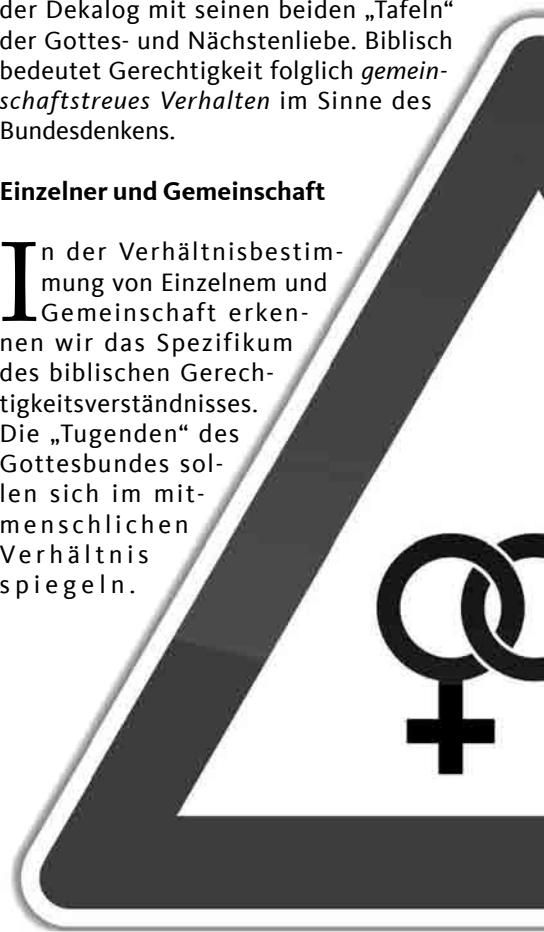 der Dekalog mit seinen beiden „Tafeln“
der Gottes- und Nächstenliebe. Biblisch
bedeutet Gerechtigkeit folglich gemein-
schaftstreues Verhalten im Sinne des
Bundesdenkens.
Einzelner und Gemeinschaft
In der Verhältnisbestim-
mung von Einzelnem und
Gemeinschaft erken-
nen wir das Spezifikum
des biblischen Gerech-
tigkeitsverständnisses.
Die „Tugenden“ des
Gottesbundes sol-
len sich im mit-
menschlichen
Verhältnis
spiegeln.